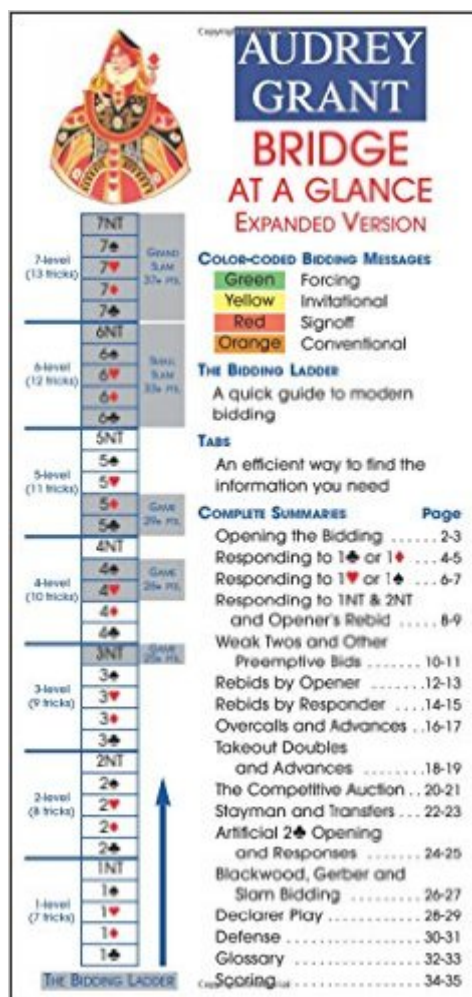 AUDREY
GRANT
BRIDGE
AT A GLANCE
EXPANDED VERSION
7NT
7♠
7♥
7♦
7♣
6NT
6♠
6♥
6♦
6♣
5NT
5♠
5♥
5♦
5♣
4NT
4♠
4♥
4♦
4♣
3NT
3♠
3♥
3♦
3♣
2NT
2♠
2♥
2♦
2♣
1NT
1♠
1♥
1♦
1♣
7-level
(13 tricks)
6-level
(12 tricks)
5-level
(11 tricks)
4-level
(10 tricks)
3-level
(9 tricks)
2-level
(8 tricks)
1-level
(7 tricks)
GRAND
SLAM
37+ PTS.
SMALL
SLAM
33+ PTS.
GAME
29+ PTS.
GAME
PTS.
GAME
25+ PTS.
THE BIDDING LADDER
COLOR-CODED BIDDING MESSAGES
Green Forcing
Yellow Invitational
Red Signoff
Orange Conventional
THE BIDDING LADDER
A quick guide to modern
bidding
TABS
An efficient way to find the
information you need
COMPLETE SUMMARIES Page
Opening the Bidding ...... 2-3
Responding to 1♣ or 1♦ .... 4-5
Responding to 1♥ or 1♠ ... 6-7
Responding to 1NT & 2NT
and Opener's Rebid ..... 8-9
Weak Twos and Other
Preemptive Bids ....... 10-11
Rebids by Opener ....... 12-13
Rebids by Responder .... 14-15
Overcalls and Advances .. 16-17
Takeout Doubles
and Advances ........ 18-19
The Competitive Auction .. 20-21
Stayman and Transfers ... 22-23
Artificial 2♣ Opening
and Responses ........ 24-25
Blackwood, Gerber and
Slam Bidding .......... 26-27
Declarer Play ............. 28-29
Defense .................. 30-31
Glossary ................. 32-33
Scoring .................. 34-35